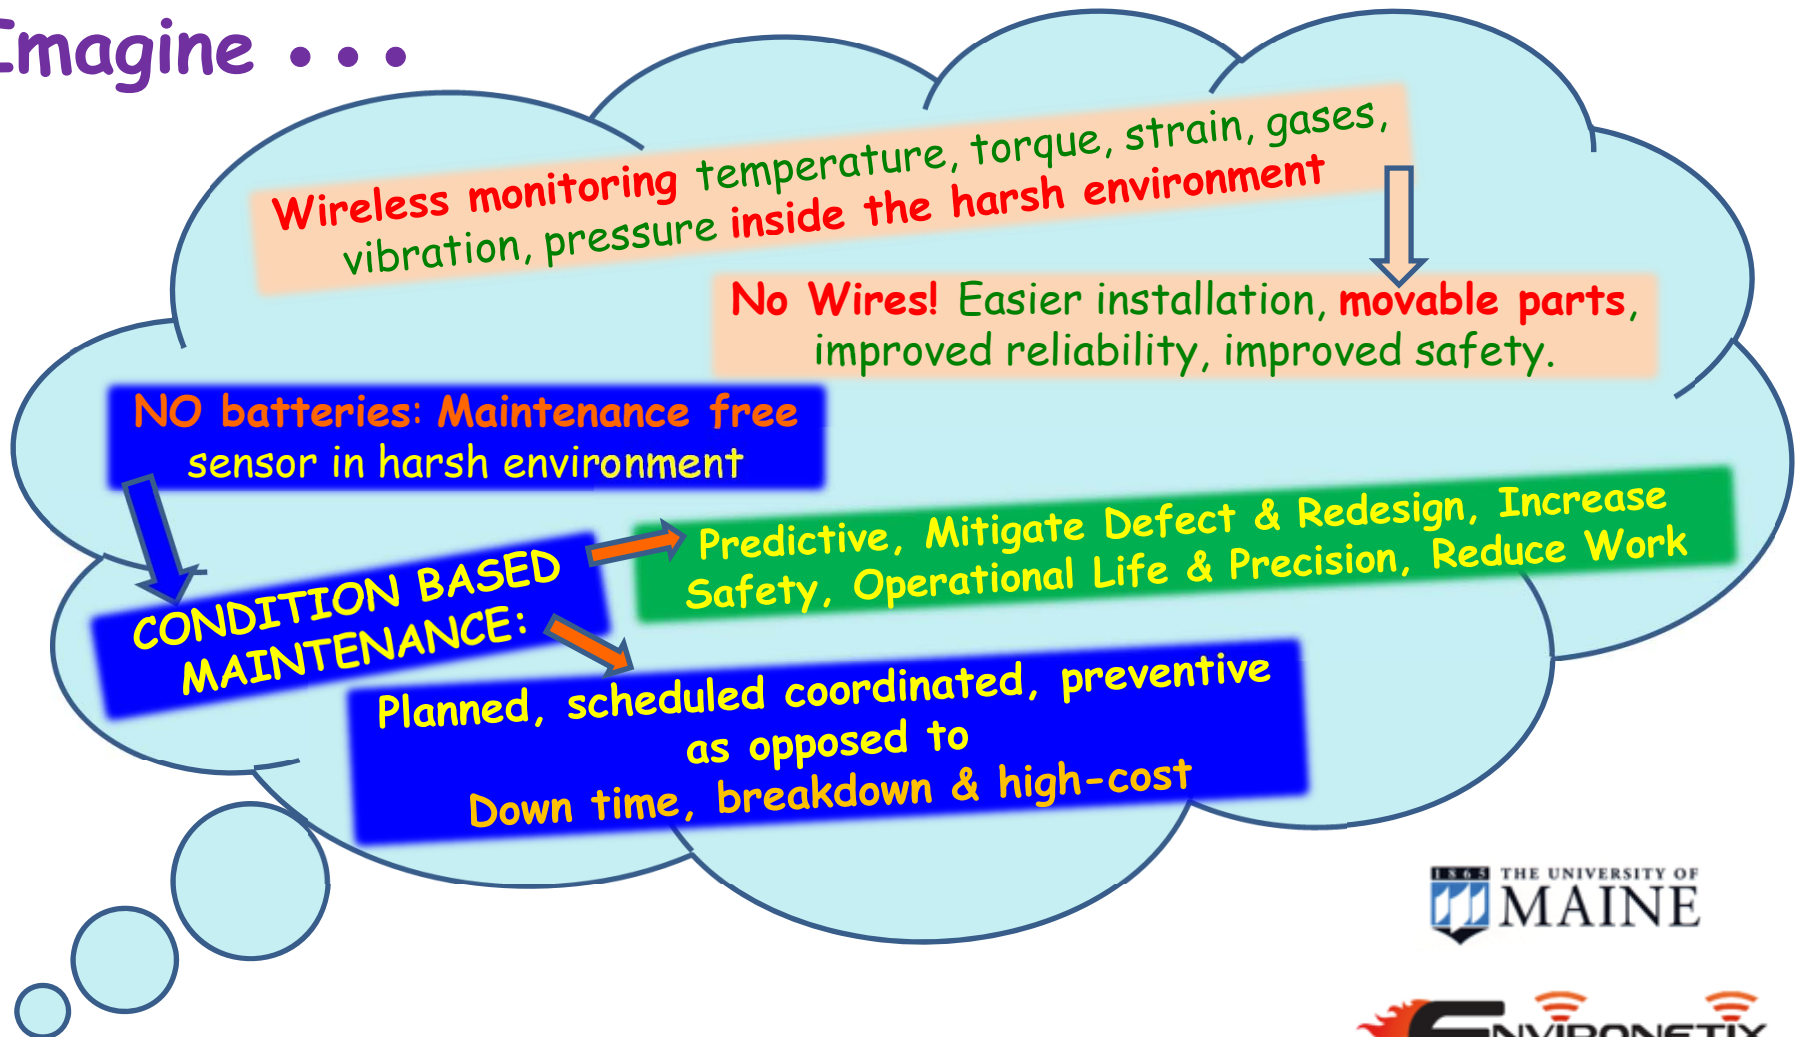 Imagine • • •
Wireless monitoring temperature, torque, strain, gases,
vibration, pressure inside the harsh environment
No Wires! Easier installation, movable parts,
improved reliability, improved safety.
NO batteries: Maintenance free
sensor in harsh environment
Predictive, Mitigate Defect & Redesign, Increase
Safety, Operational Life & Precision, Reduce Work
CONDITION BASED
MAINTENANCE:
Planned, scheduled coordinated, preventive
as opposed to
Down time, breakdown & high-cost
1865 THE UNIVERSITY OF
MAINE
ENVIRONETIX